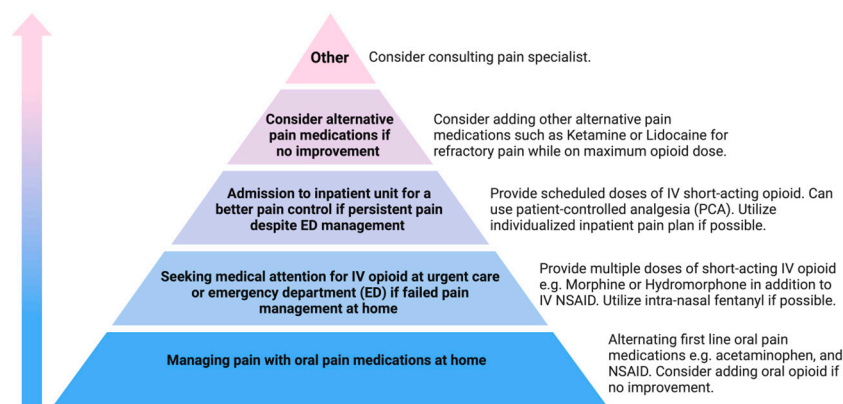 Other
Consider consulting pain specialist.
Consider alternative
pain medications if
no improvement
Consider adding other alternative pain
medications such as Ketamine or Lidocaine for
refractory pain while on maximum opioid dose.
Admission to inpatient unit for a
better pain control if persistent pain
despite ED management
Provide scheduled doses of IV short-acting opioid. Can
use patient-controlled analgesia (PCA). Utilize
individualized inpatient pain plan if possible.
Seeking medical attention for IV opioid at urgent care
or emergency department (ED) if failed pain
management at home
Provide multiple doses of short-acting IV opioid
e.g. Morphine or Hydromorphone in addition to
IV NSAID. Utilize intra-nasal fentanyl if possible.
Managing pain with oral pain medications at home
Alternating first line oral pain
medications e.g. acetaminophen, and
NSAID. Consider adding oral opioid if
no improvement.